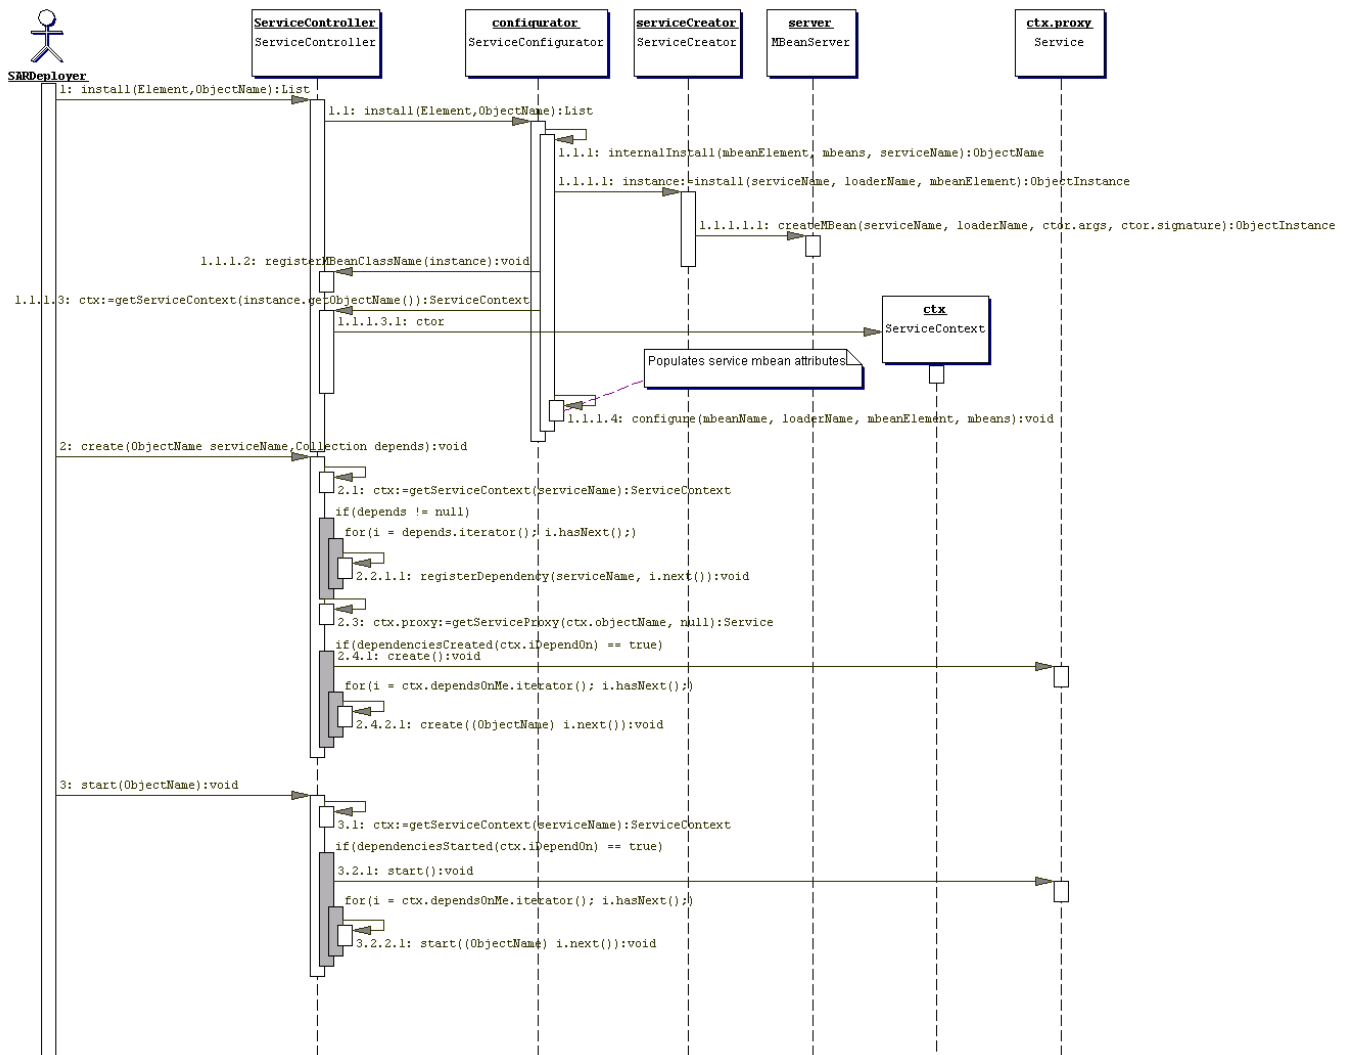 ServiceController
ServiceController
configurator
ServiceConfigurator
serviceCreator
ServiceCreator
server
MBeanServer
ctx.proxy
Service
SARDeployer
1: install(Element,ObjectName):List
1.1: install(Element,ObjectName):List
1.1.1: internalInstall(mbeanElement, mbeans, serviceName):ObjectName
1.1.1.1: instance:=install(serviceName, loaderName, mbeanElement):ObjectInstance
1.1.1.1.1: createMBean(serviceName, loaderName, ctor.args, ctor.signature):ObjectInstance
1.1.1.2: registerMBeanClassName(instance):void
1.1.1.3: ctx:=getServiceContext(instance.getObjectName()):ServiceContext
ctx
ServiceContext
1.1.1.3.1: ctor
Populates service mbean attributes
1.1.1.4: configure(mbeanName, loaderName, mbeanElement, mbeans):void
2: create(ObjectName serviceName,Collection depends):void
2.1: ctx:=getServiceContext(serviceName):ServiceContext
if(depends != null)
for(i = depends.iterator(); i.hasNext();)
2.2.1.1: registerDependency(serviceName, i.next()):void
2.3: ctx.proxy:=getServiceProxy(ctx.objectName, null):Service
if(dependenciesCreated(ctx.iDependOn) == true)
2.4.1: create():void
for(i = ctx.dependsOnMe.iterator(); i.hasNext();)
2.4.2.1: create((ObjectName) i.next()):void
3: start(ObjectName):void
3.1: ctx:=getServiceContext(serviceName):ServiceContext
if(dependenciesStarted(ctx.iDependOn) == true)
3.2.1: start():void
for(i = ctx.dependsOnMe.iterator(); i.hasNext();)
3.2.2.1: start((ObjectName) i.next()):void